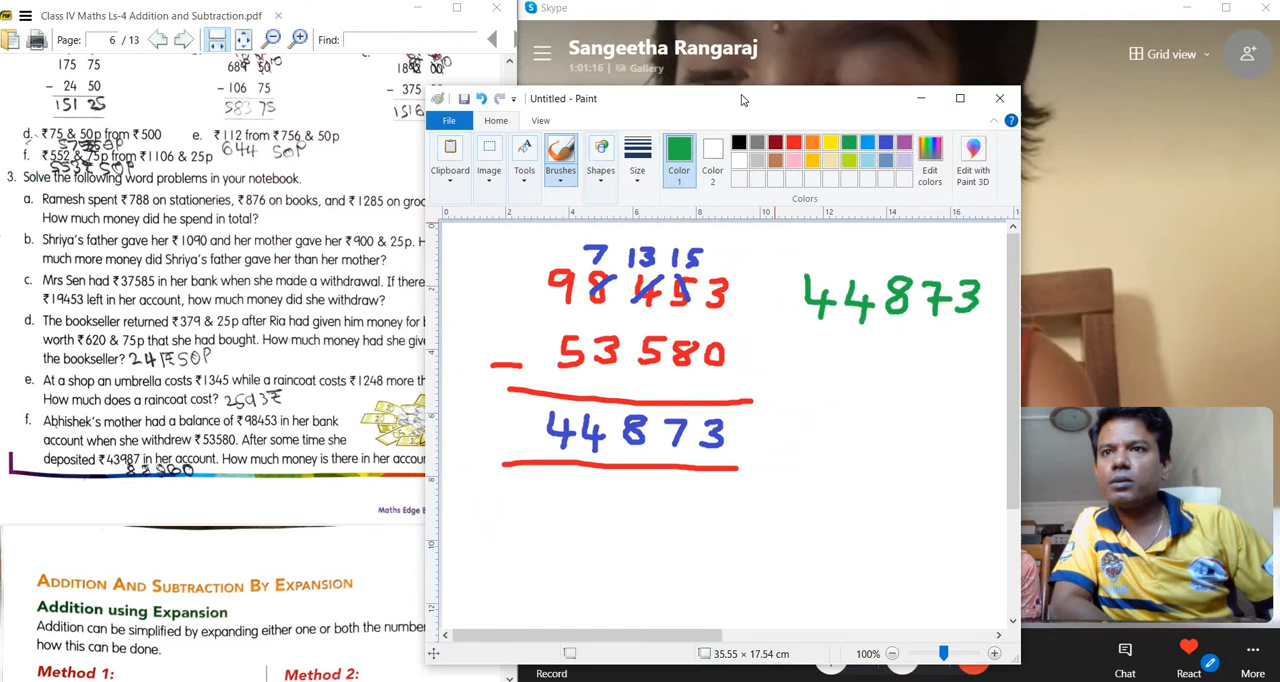 Class IV Maths Ls-4 Addition and Subtraction.pdf
Page: 6 / 13 Find:
175 75
- 24 50
151 25
- 106 75
583 75
- 375
d. ₹75 & 50p from ₹500 e. ₹112 from ₹756 & 50p
644 50P
f. ₹552 & 75p from ₹1106 & 25p
3. Solve the following word problems in your notebook.
a. Ramesh spent ₹788 on stationeries, ₹876 on books, and ₹1285 on groc
How much money did he spend in total?
b. Shriya's father gave her ₹1090 and her mother gave her ₹900 & 25p. H
much more money did Shriya's father gave her than her mother?
c. Mrs Sen had ₹37585 in her bank when she made a withdrawal. If there
₹19453 left in her account, how much money did she withdraw?
d. The bookseller returned ₹379 & 25p after Ria had given him money for b
worth ₹620 & 75p that she had bought. How much money had she give
the bookseller? 241₹50P
e. At a shop an umbrella costs ₹1345 while a raincoat costs ₹1248 more th
How much does a raincoat cost? 2593₹
f. Abhishek's mother had a balance of ₹98453 in her bank
account when she withdrew ₹53580. After some time she
deposited ₹43987 in her account. How much money is there in her accou
Maths Edge
ADDITION AND SUBTRACTION BY EXPANSION
Addition using Expansion
Addition can be simplified by expanding either one or both the number
how this can be done.
Method 1: Method 2:
Skype
Sangeetha Rangaraj
1:01:16 | Gallery
Grid view
Untitled - Paint
File Home View
Clipboard Image Tools Brushes Shapes Size Color 1 Color 2 Edit colors Edit with Paint 3D
Colors
0 2 4 6 8 10 12 14 16
7 13 15
98453
- 53580
44873
44873
35.55 × 17.54 cm 100%
Record Chat React More